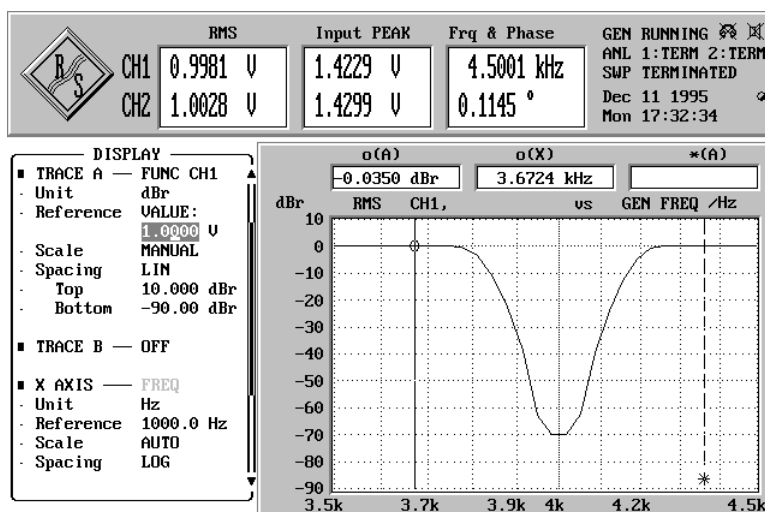 RMS Input PEAK Frq & Phase
GEN RUNNING
ANL 1:TERM 2:TERM
SWP TERMINATED
Dec 11 1995
Mon 17:32:34
R
S
CH1 0.9981 V 1.4229 V 4.5001 kHz
CH2 1.0028 V 1.4299 V 0.1145 °
DISPLAY
TRACE A — FUNC CH1
Unit dBr
Reference VALUE:
1.0000 V
Scale MANUAL
Spacing LIN
Top 10.000 dBr
Bottom -90.00 dBr
TRACE B — OFF
X AXIS — FREQ
Unit Hz
Reference 1000.0 Hz
Scale AUTO
Spacing LOG
o(A) o(X) *(A)
-0.0350 dBr 3.6724 kHz
dBr RMS CH1, vs GEN FREQ /Hz
10
0
-10
-20
-30
-40
-50
-60
-70
-80
-90
3.5k 3.7k 3.9k 4k 4.2k 4.5k